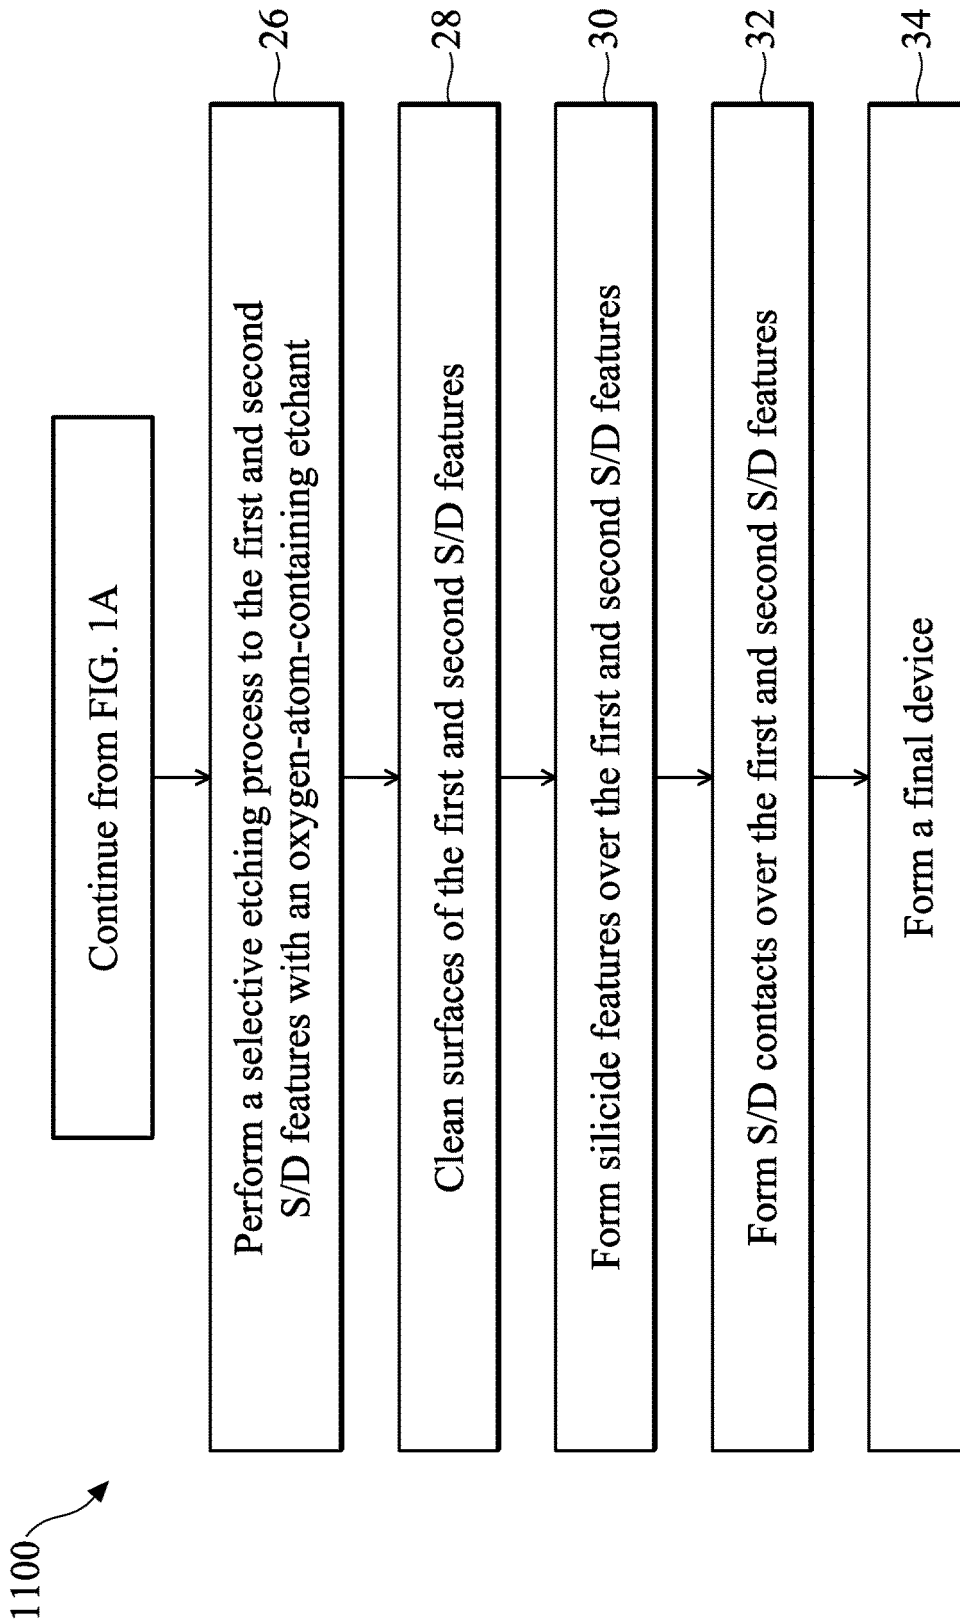 1100
Continue from FIG. 1A
Perform a selective etching process to the first and second
S/D features with an oxygen-atom-containing etchant
26
Clean surfaces of the first and second S/D features
28
Form silicide features over the first and second S/D features
30
Form S/D contacts over the first and second S/D features
32
Form a final device
34